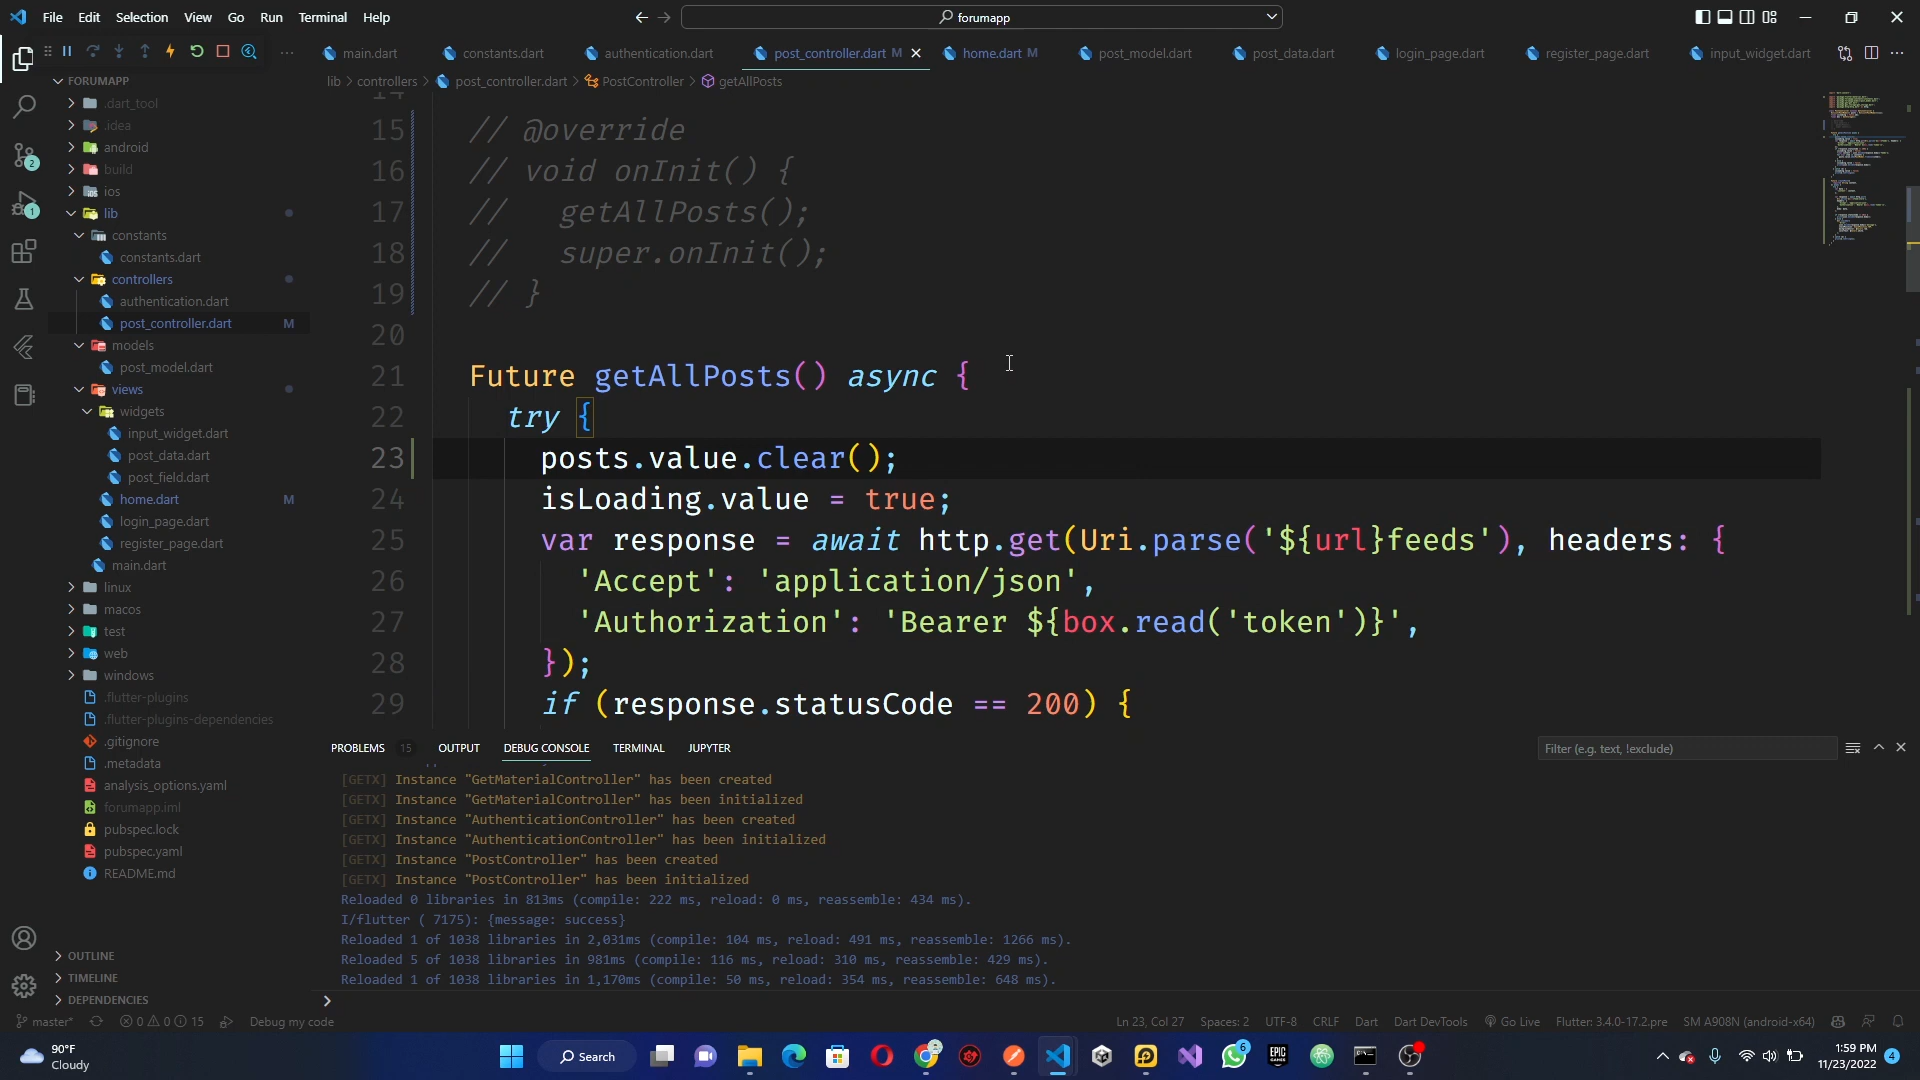 File Edit Selection View Go Run Terminal Help
forumapp
main.dart
constants.dart
authentication.dart
post_controller.dart M
home.dart M
post_model.dart
post_data.dart
login_page.dart
register_page.dart
input_widget.dart
lib > controllers > post_controller.dart > PostController > getAllPosts
FORUMAPP
.dart_tool
.idea
android
build
ios
lib
constants
constants.dart
controllers
authentication.dart
post_controller.dart M
models
post_model.dart
views
widgets
input_widget.dart
post_data.dart
post_field.dart
home.dart M
login_page.dart
register_page.dart
main.dart
linux
macos
test
web
windows
.flutter-plugins
.flutter-plugins-dependencies
.gitignore
.metadata
analysis_options.yaml
forumapp.iml
pubspec.lock
pubspec.yaml
README.md
OUTLINE
TIMELINE
DEPENDENCIES
2
1
14
15 // @override
16 // void onInit() {
17 //   getAllPosts();
18 //   super.onInit();
19 // }
20
21 Future getAllPosts() async {
22 try {
23 posts.value.clear();
24 isLoading.value = true;
25 var response = await http.get(Uri.parse('${url}feeds'), headers: {
26 'Accept': 'application/json',
27 'Authorization': 'Bearer ${box.read('token')}',
28 });
29 if (response.statusCode == 200) {
PROBLEMS 15 OUTPUT DEBUG CONSOLE TERMINAL JUPYTER
Filter (e.g. text, !exclude)
[GETX] Instance "GetMaterialController" has been created
[GETX] Instance "GetMaterialController" has been initialized
[GETX] Instance "AuthenticationController" has been created
[GETX] Instance "AuthenticationController" has been initialized
[GETX] Instance "PostController" has been created
[GETX] Instance "PostController" has been initialized
Reloaded 0 libraries in 813ms (compile: 222 ms, reload: 0 ms, reassemble: 434 ms).
I/flutter ( 7175): {message: success}
Reloaded 1 of 1038 libraries in 2,031ms (compile: 104 ms, reload: 491 ms, reassemble: 1266 ms).
Reloaded 5 of 1038 libraries in 981ms (compile: 116 ms, reload: 310 ms, reassemble: 429 ms).
Reloaded 1 of 1038 libraries in 1,170ms (compile: 50 ms, reload: 354 ms, reassemble: 648 ms).
>
master* 0 0 15 Debug my code
Ln 23, Col 27 Spaces: 2 UTF-8 CRLF Dart Dart DevTools Go Live Flutter: 3.4.0-17.2.pre SM A908N (android-x64)
90°F
Cloudy
Search
6
EPIC
GAMES
1:59 PM
11/23/2022
4